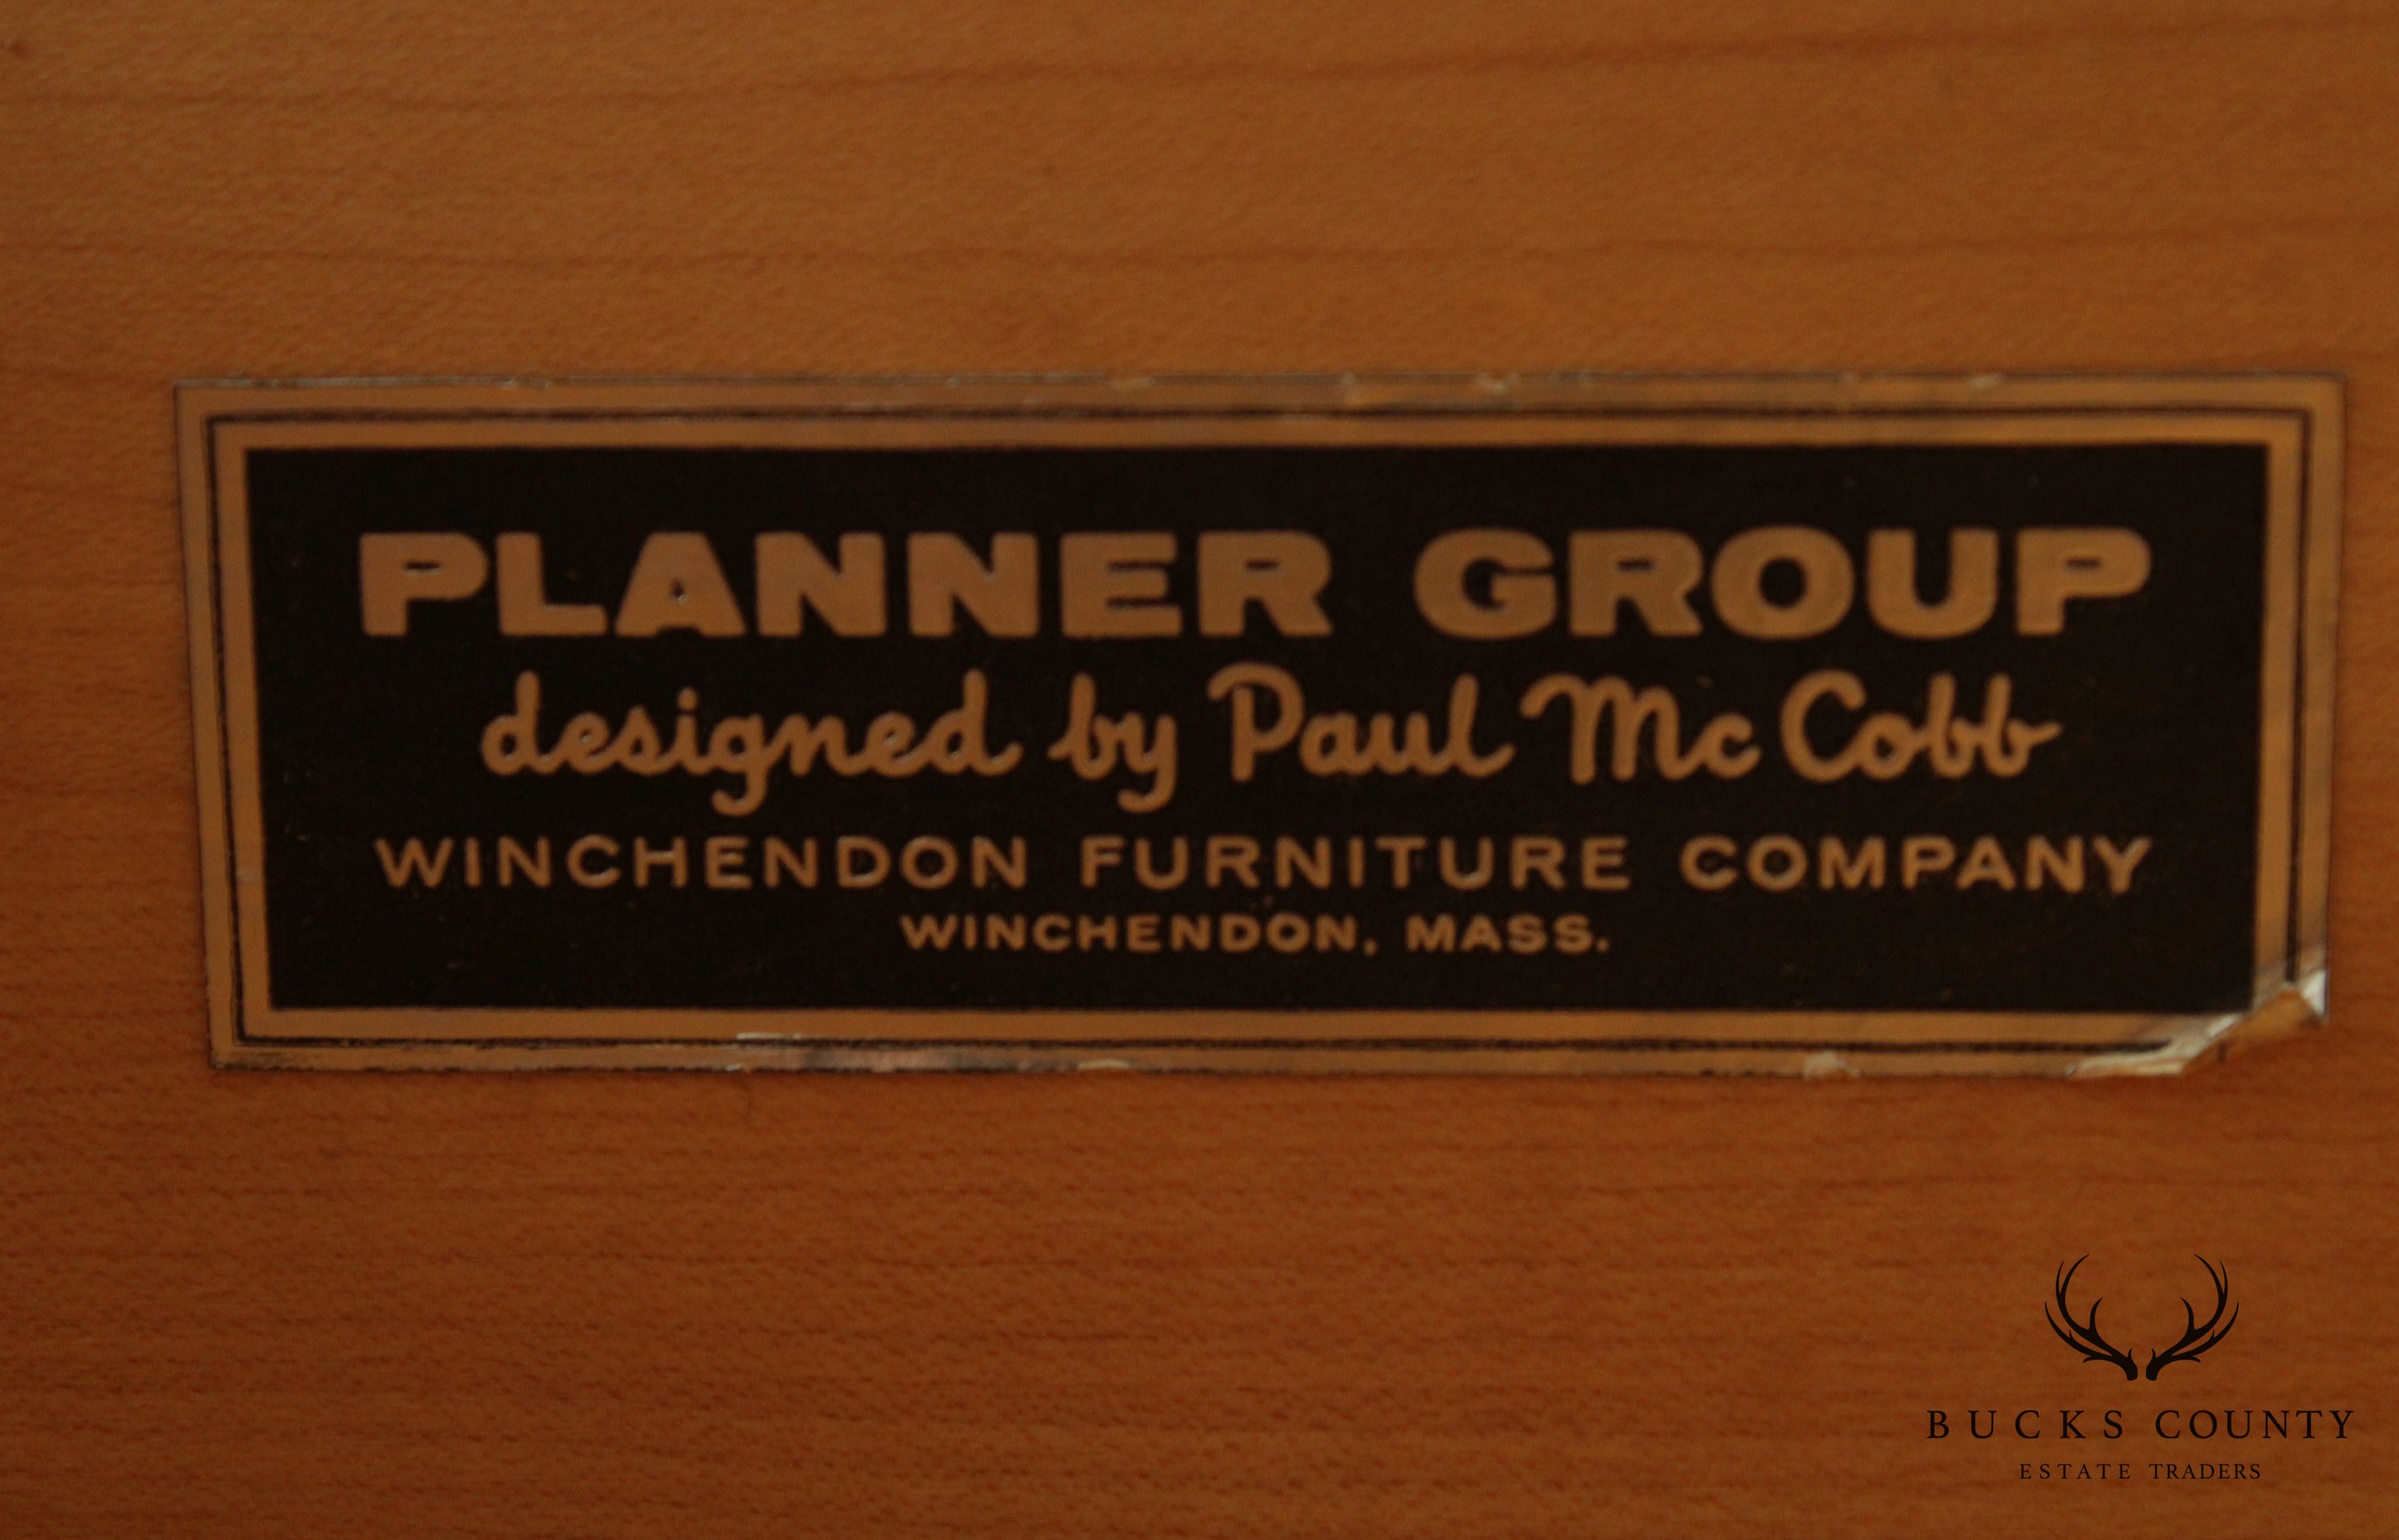 PLANNER GROUP
designed by Paul McCobb
WINCHENDON FURNITURE COMPANY
WINCHENDON, MASS.
BUCKS COUNTY
ESTATE TRADERS